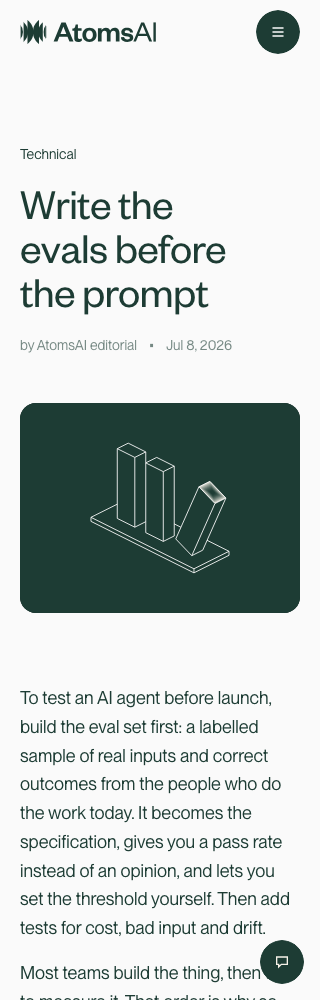 AtomsAI
Technical
Write the
evals before
the prompt
by AtomsAI editorial • Jul 8, 2026
To test an AI agent before launch,
build the eval set first: a labelled
sample of real inputs and correct
outcomes from the people who do
the work today. It becomes the
specification, gives you a pass rate
instead of an opinion, and lets you
set the threshold yourself. Then add
tests for cost, bad input and drift.
Most teams build the thing, then
to measure it. That order is why so